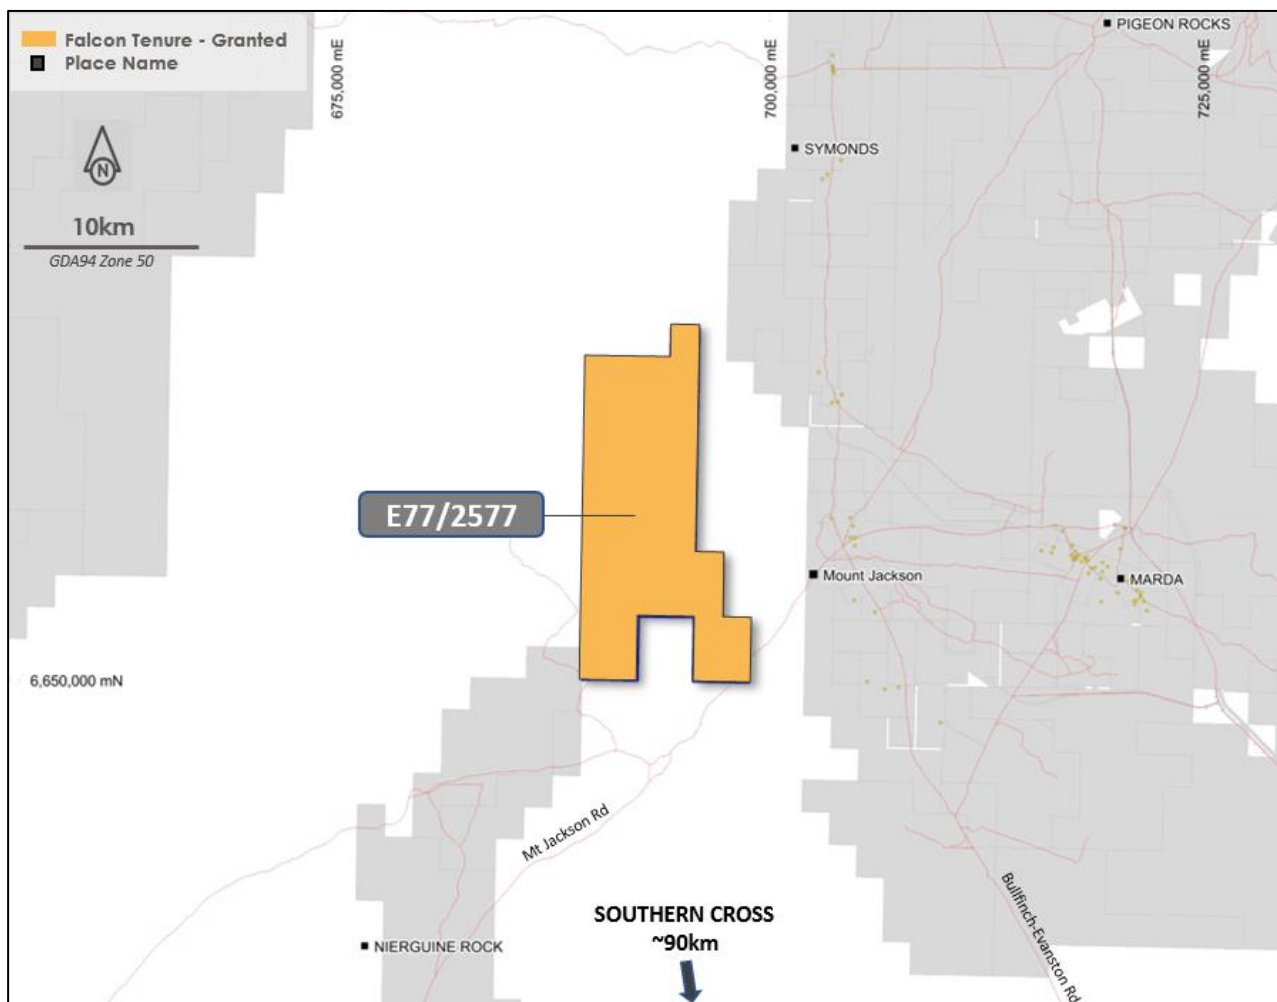 Falcon Tenure - Granted
Place Name
675,000 mE
700,000 mE
725,000 mE
PIGEON ROCKS
SYMONDS
N
10km
GDA94 Zone 50
E77/2577
Mount Jackson
MARDA
6,650,000 mN
Mt Jackson Rd
Bullfinch-Evanston Rd
NIERGUINE ROCK
SOUTHERN CROSS
~90km